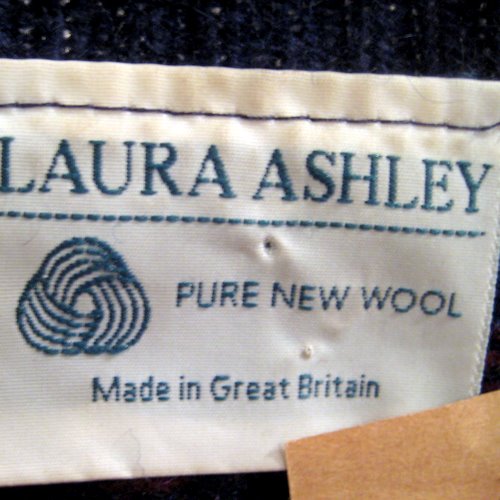 LAURA ASHLEY
PURE NEW WOOL
Made in Great Britain